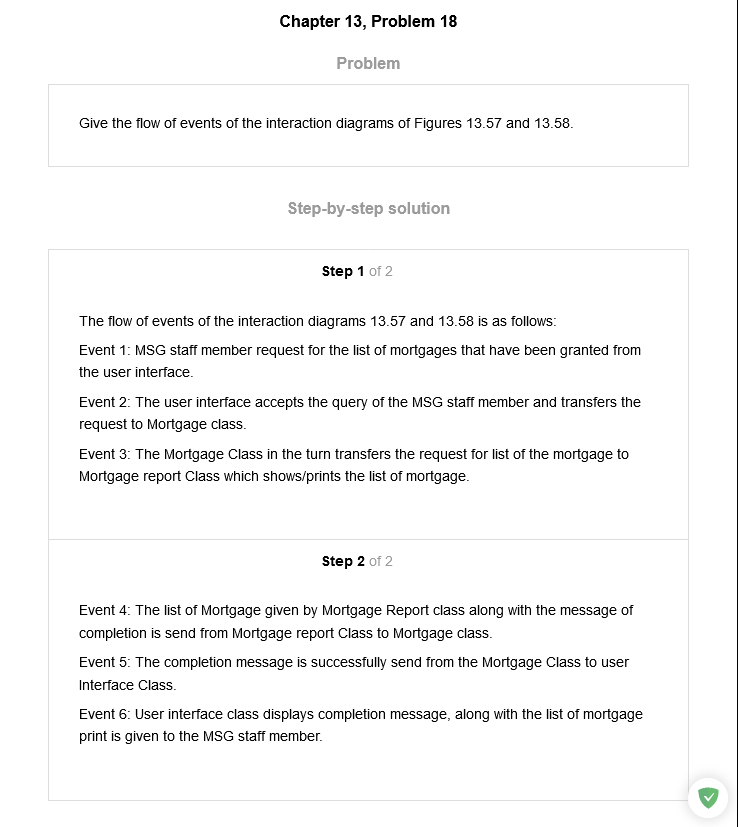 Chapter 13, Problem 18
Problem
Give the flow of events of the interaction diagrams of Figures 13.57 and 13.58.
Step-by-step solution
Step 1 of 2
The flow of events of the interaction diagrams 13.57 and 13.58 is as follows:
Event 1: MSG staff member request for the list of mortgages that have been granted from
the user interface.
Event 2: The user interface accepts the query of the MSG staff member and transfers the
request to Mortgage class.
Event 3: The Mortgage Class in the turn transfers the request for list of the mortgage to
Mortgage report Class which shows/prints the list of mortgage.
Step 2 of 2
Event 4: The list of Mortgage given by Mortgage Report class along with the message of
completion is send from Mortgage report Class to Mortgage class.
Event 5: The completion message is successfully send from the Mortgage Class to user
Interface Class.
Event 6: User interface class displays completion message, along with the list of mortgage
print is given to the MSG staff member.